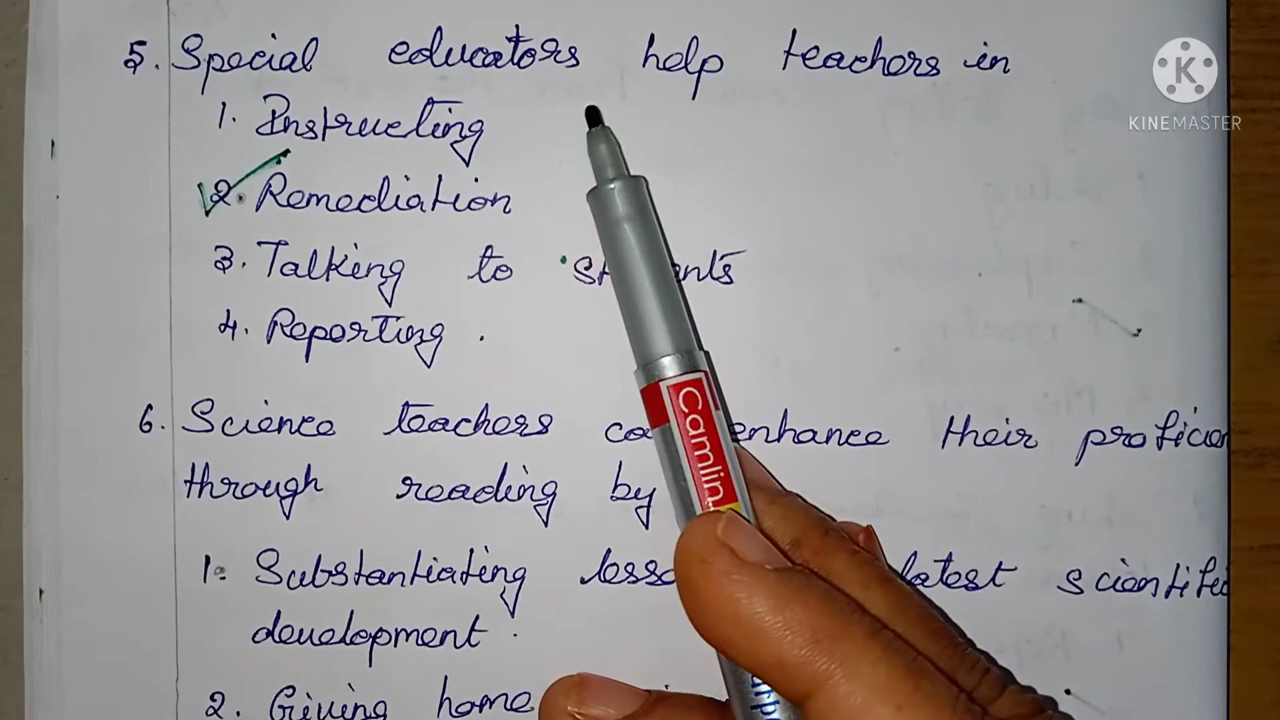 5. Special educators help teachers in
1. Instructing
2. Remediation
3. Talking to
4. Reporting.
6. Science teachers enhance their
through reading by
1. Substantiating latest
development.
2. Giving home
Camlin
K
KINEMASTER